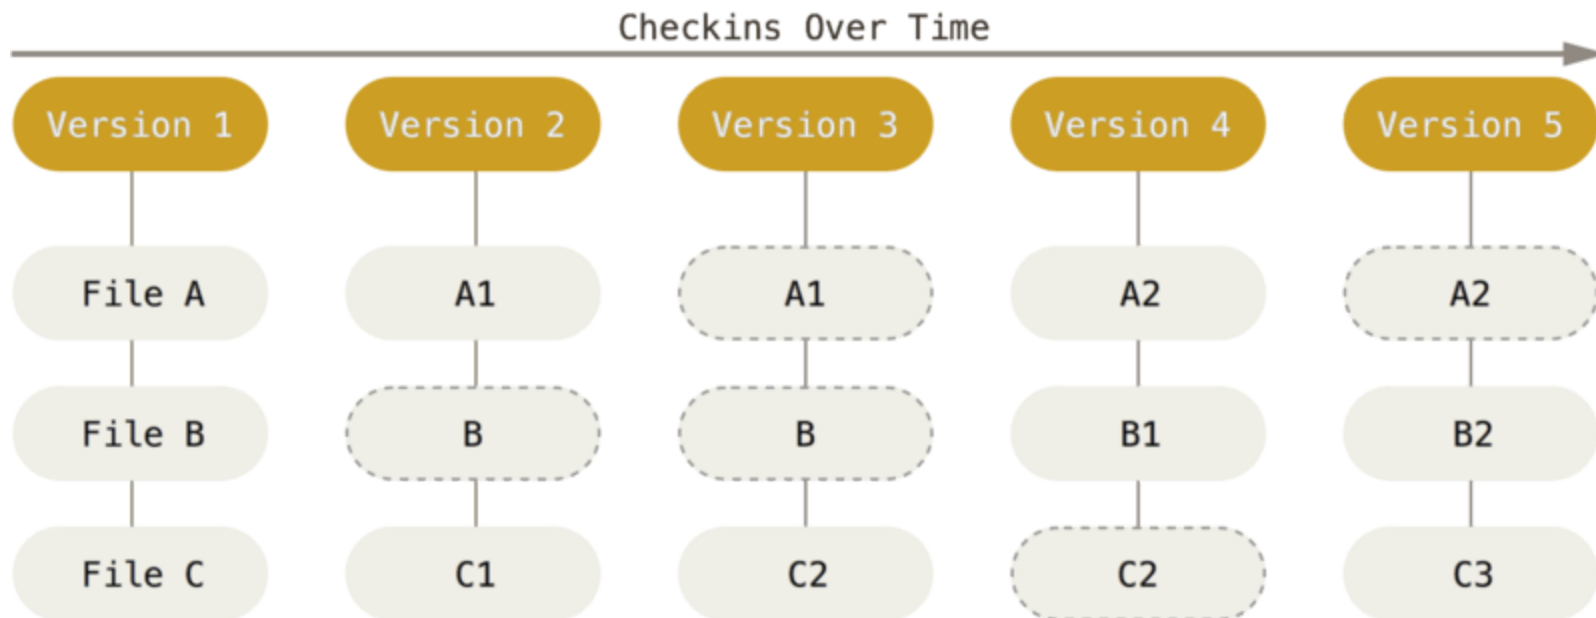 Checkins Over Time
Version 1 Version 2 Version 3 Version 4 Version 5
File A A1 A1 A2 A2
File B B B B1 B2
File C C1 C2 C2 C3